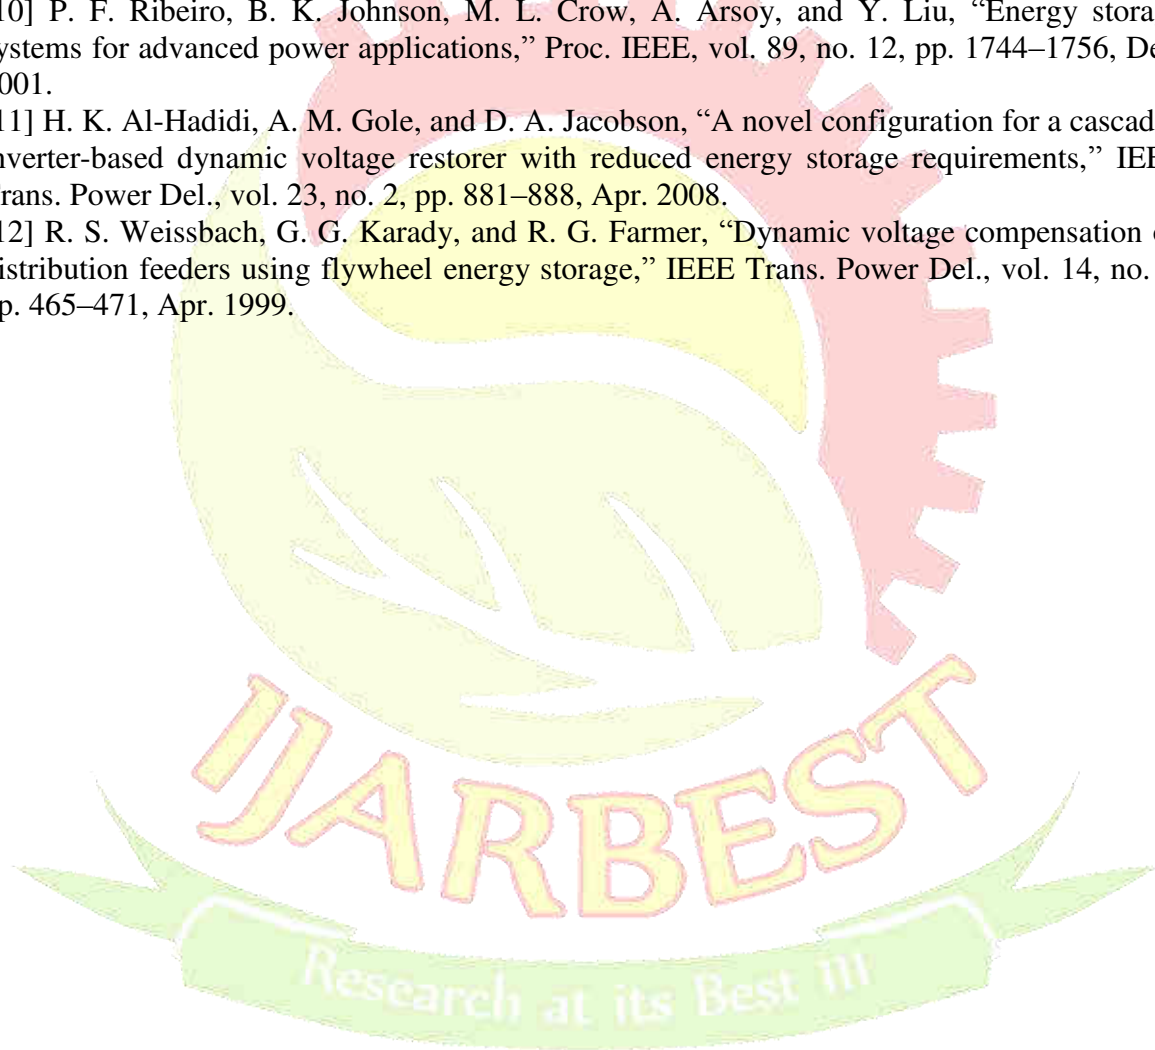 10] P. F. Ribeiro, B. K. Johnson, M. L. Crow, A. Arsoy, and Y. Liu, “Energy stora
ystems for advanced power applications,” Proc. IEEE, vol. 89, no. 12, pp. 1744–1756, De
001.
11] H. K. Al-Hadidi, A. M. Gole, and D. A. Jacobson, “A novel configuration for a cascad
nverter-based dynamic voltage restorer with reduced energy storage requirements,” IEE
rans. Power Del., vol. 23, no. 2, pp. 881–888, Apr. 2008.
12] R. S. Weissbach, G. G. Karady, and R. G. Farmer, “Dynamic voltage compensation
istribution feeders using flywheel energy storage,” IEEE Trans. Power Del., vol. 14, no.
p. 465–471, Apr. 1999.
IJARBEST
Research at its Best !!!